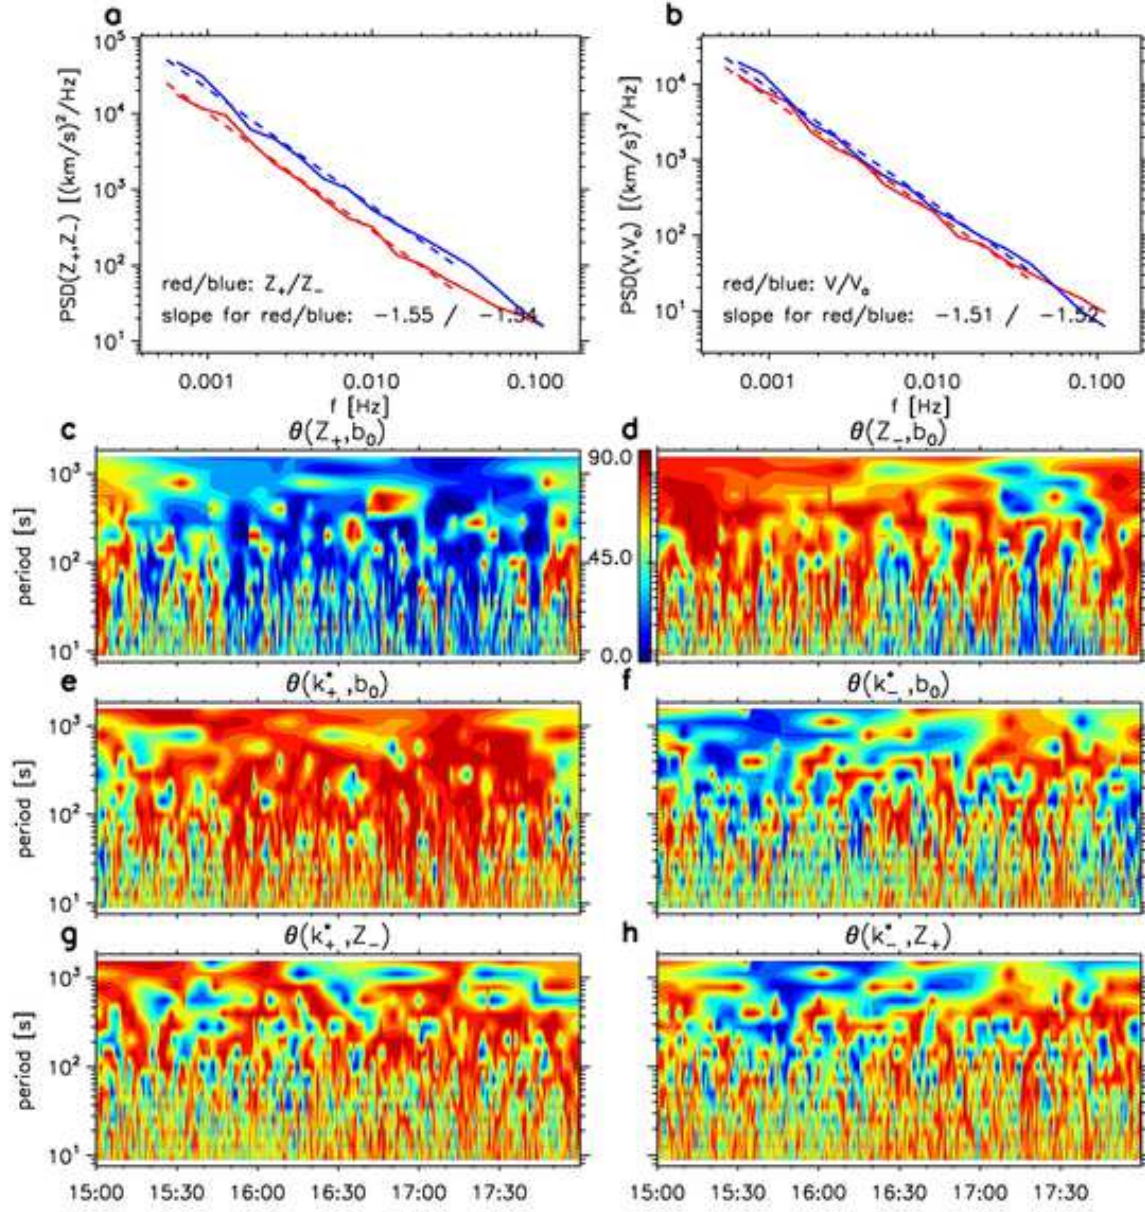 a
b
10⁵
10⁴
10³
10²
10¹
PSD(Z₊,Z₋) [(km/s)²/Hz]
red/blue: Z₊/Z₋
slope for red/blue: −1.55 / −1.54
0.001 0.010 0.100
f [Hz]
10⁴
10³
10²
10¹
PSD(V,Vₐ) [(km/s)²/Hz]
red/blue: V/Vₐ
slope for red/blue: −1.51 / −1.52
0.001 0.010 0.100
f [Hz]
c
θ(Z₊,b₀)
d
θ(Z₋,b₀)
10³
10²
10¹
period [s]
90.0
45.0
0.0
e
θ(k₊*,b₀)
f
θ(k₋*,b₀)
10³
10²
10¹
period [s]
g
θ(k₊*,Z₋)
h
θ(k₋*,Z₊)
10³
10²
10¹
period [s]
15:00 15:30 16:00 16:30 17:00 17:30
15:00 15:30 16:00 16:30 17:00 17:30